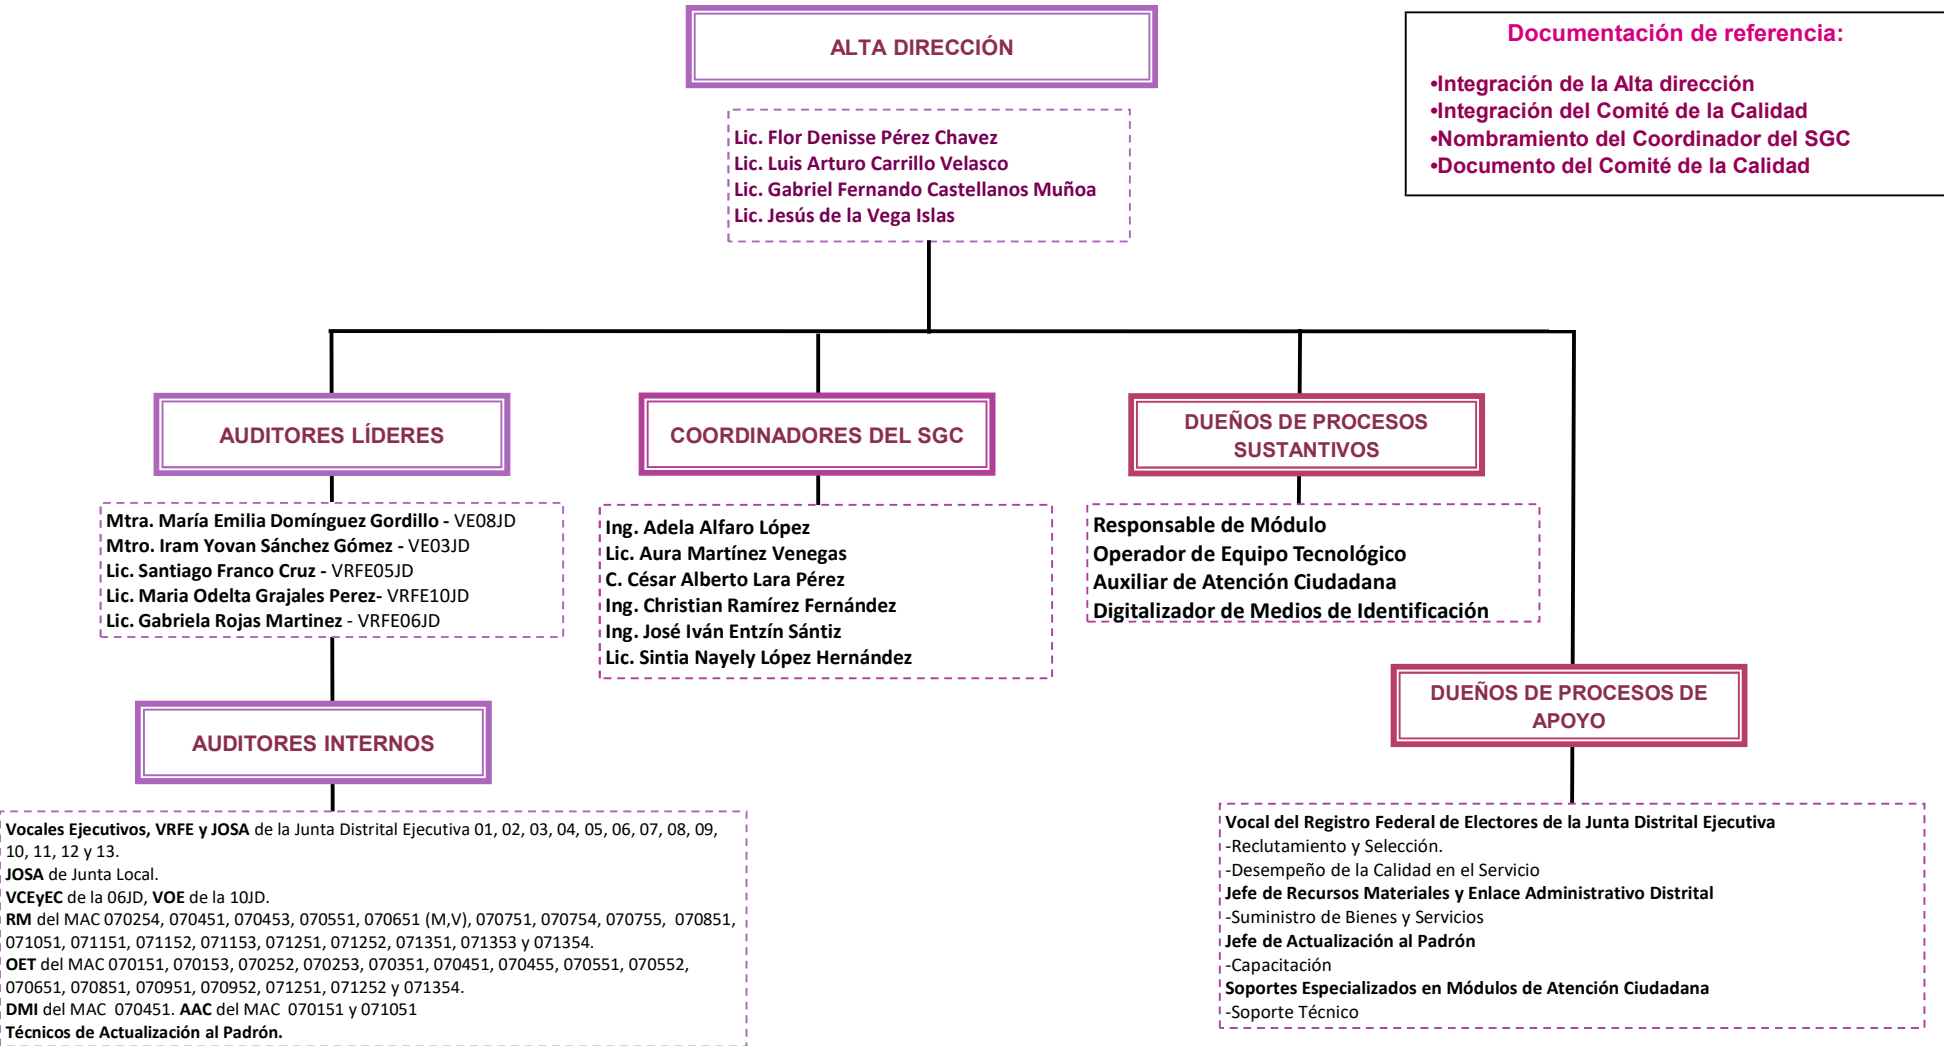 ALTA DIRECCIÓN
Lic. Flor Denisse Pérez Chavez
Lic. Luis Arturo Carrillo Velasco
Lic. Gabriel Fernando Castellanos Muñoa
Lic. Jesús de la Vega Islas
Documentación de referencia:
•Integración de la Alta dirección
•Integración del Comité de la Calidad
•Nombramiento del Coordinador del SGC
•Documento del Comité de la Calidad
AUDITORES LÍDERES
Mtra. María Emilia Domínguez Gordillo - VE08JD
Mtro. Iram Yovan Sánchez Gómez - VE03JD
Lic. Santiago Franco Cruz - VRFE05JD
Lic. Maria Odelta Grajales Perez- VRFE10JD
Lic. Gabriela Rojas Martinez - VRFE06JD
COORDINADORES DEL SGC
Ing. Adela Alfaro López
Lic. Aura Martínez Venegas
C. César Alberto Lara Pérez
Ing. Christian Ramírez Fernández
Ing. José Iván Entzín Sántiz
Lic. Sintia Nayely López Hernández
DUEÑOS DE PROCESOS
SUSTANTIVOS
Responsable de Módulo
Operador de Equipo Tecnológico
Auxiliar de Atención Ciudadana
Digitalizador de Medios de Identificación
AUDITORES INTERNOS
Vocales Ejecutivos, VRFE y JOSA de la Junta Distrital Ejecutiva 01, 02, 03, 04, 05, 06, 07, 08, 09,
10, 11, 12 y 13.
JOSA de Junta Local.
VCEyEC de la 06JD, VOE de la 10JD.
RM del MAC 070254, 070451, 070453, 070551, 070651 (M,V), 070751, 070754, 070755, 070851,
071051, 071151, 071152, 071153, 071251, 071252, 071351, 071353 y 071354.
OET del MAC 070151, 070153, 070252, 070253, 070351, 070451, 070455, 070551, 070552,
070651, 070851, 070951, 070952, 071251, 071252 y 071354.
DMI del MAC 070451. AAC del MAC 070151 y 071051
Técnicos de Actualización al Padrón.
DUEÑOS DE PROCESOS DE
APOYO
Vocal del Registro Federal de Electores de la Junta Distrital Ejecutiva
-Reclutamiento y Selección.
-Desempeño de la Calidad en el Servicio
Jefe de Recursos Materiales y Enlace Administrativo Distrital
-Suministro de Bienes y Servicios
Jefe de Actualización al Padrón
-Capacitación
Soportes Especializados en Módulos de Atención Ciudadana
-Soporte Técnico